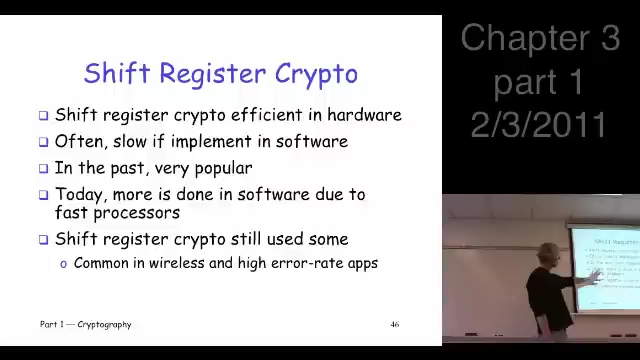 Shift Register Crypto
Shift register crypto efficient in hardware
Often, slow if implement in software
In the past, very popular
Today, more is done in software due to
fast processors
Shift register crypto still used some
Common in wireless and high error-rate apps
Part 1 — Cryptography
46
Chapter 3
part 1
2/3/2011